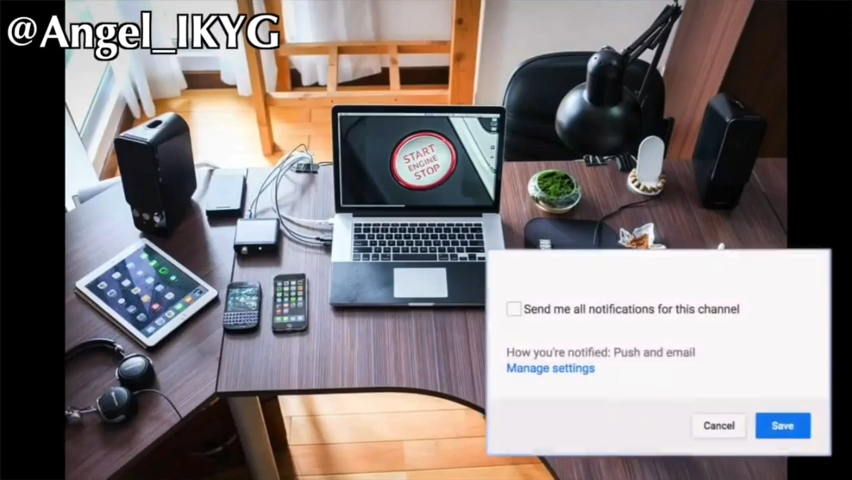 @Angel_IKYG
START
ENGINE
STOP
Send me all notifications for this channel
How you're notified: Push and email
Manage settings
Cancel
Save